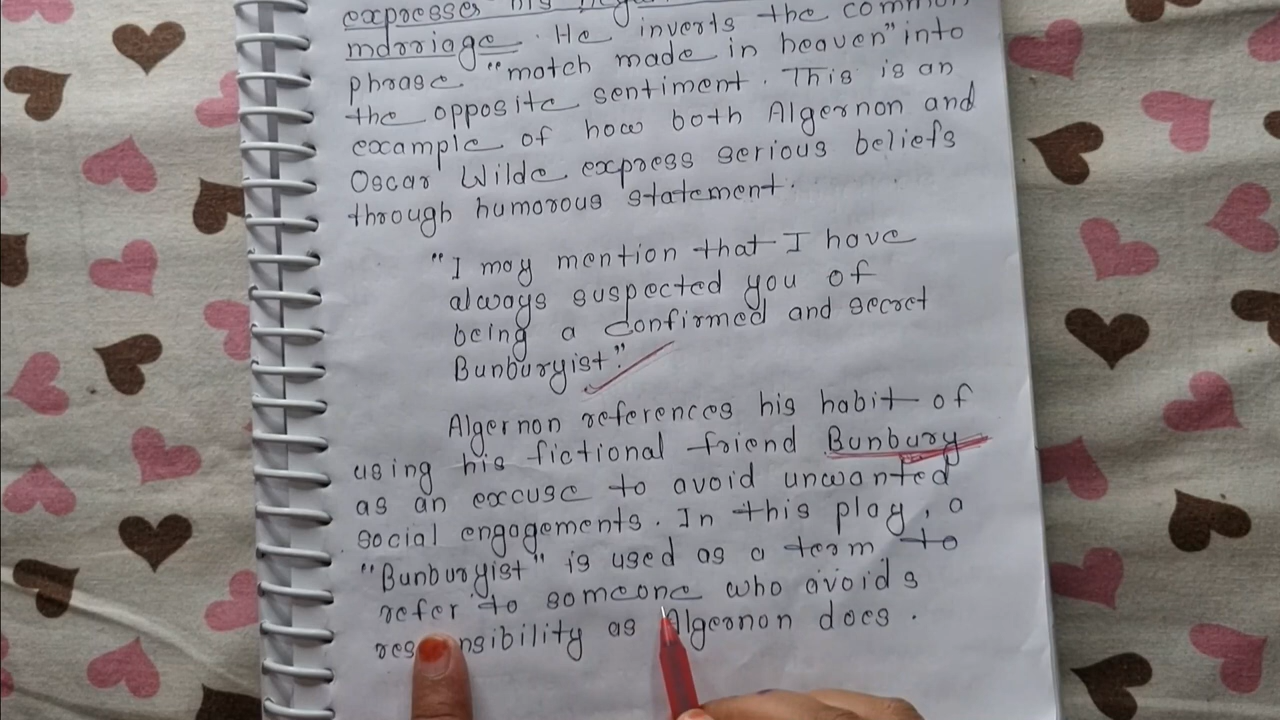 expresses his
marriage. He inverts the common
phrase "match made in heaven" into
the opposite sentiment. This is an
example of how both Algernon and
Oscar Wilde express serious beliefs
through humorous statement.
"I may mention that I have
always suspected you of
being a confirmed and secret
Bunburyist."
Algernon references his habit of
using his fictional friend Bunbury
as an excuse to avoid unwanted
social engagements. In this play, a
"Bunburyist" is used as a term to
refer to someone who avoids
responsibility as Algernon does.